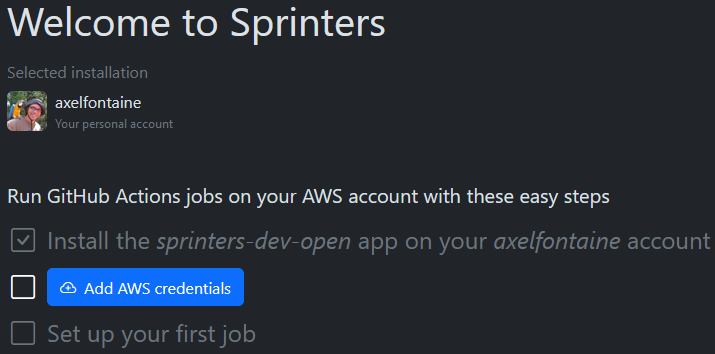 Welcome to Sprinters
Selected installation
axelfontaine
Your personal account
Run GitHub Actions jobs on your AWS account with these easy steps
Install the sprinters-dev-open app on your axelfontaine account
Add AWS credentials
Set up your first job